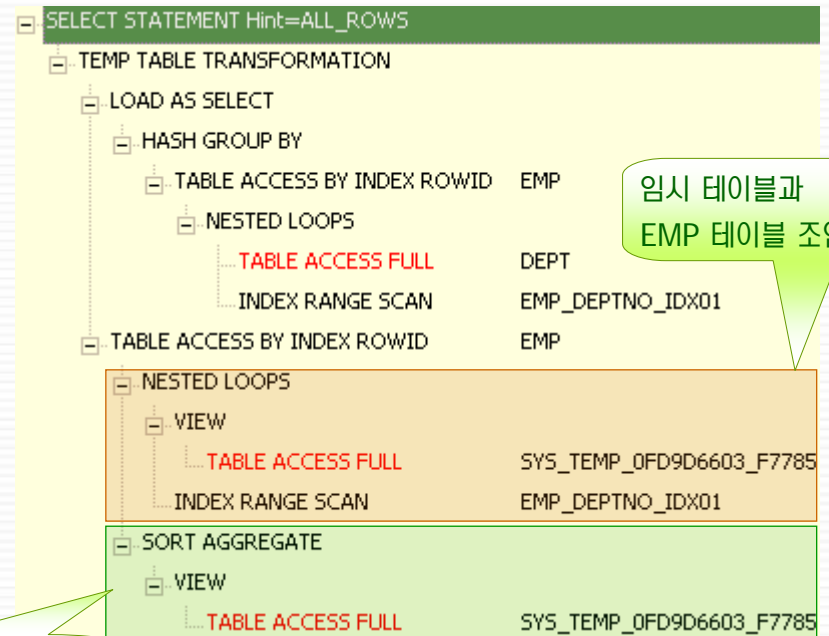 SELECT STATEMENT Hint=ALL_ROWS
TEMP TABLE TRANSFORMATION
LOAD AS SELECT
HASH GROUP BY
TABLE ACCESS BY INDEX ROWID EMP
NESTED LOOPS
TABLE ACCESS FULL DEPT
INDEX RANGE SCAN EMP_DEPTNO_IDX01
TABLE ACCESS BY INDEX ROWID EMP
NESTED LOOPS
VIEW
TABLE ACCESS FULL SYS_TEMP_0FD9D6603_F7785
INDEX RANGE SCAN EMP_DEPTNO_IDX01
SORT AGGREGATE
VIEW
TABLE ACCESS FULL SYS_TEMP_0FD9D6603_F7785
임시 테이블과
EMP 테이블